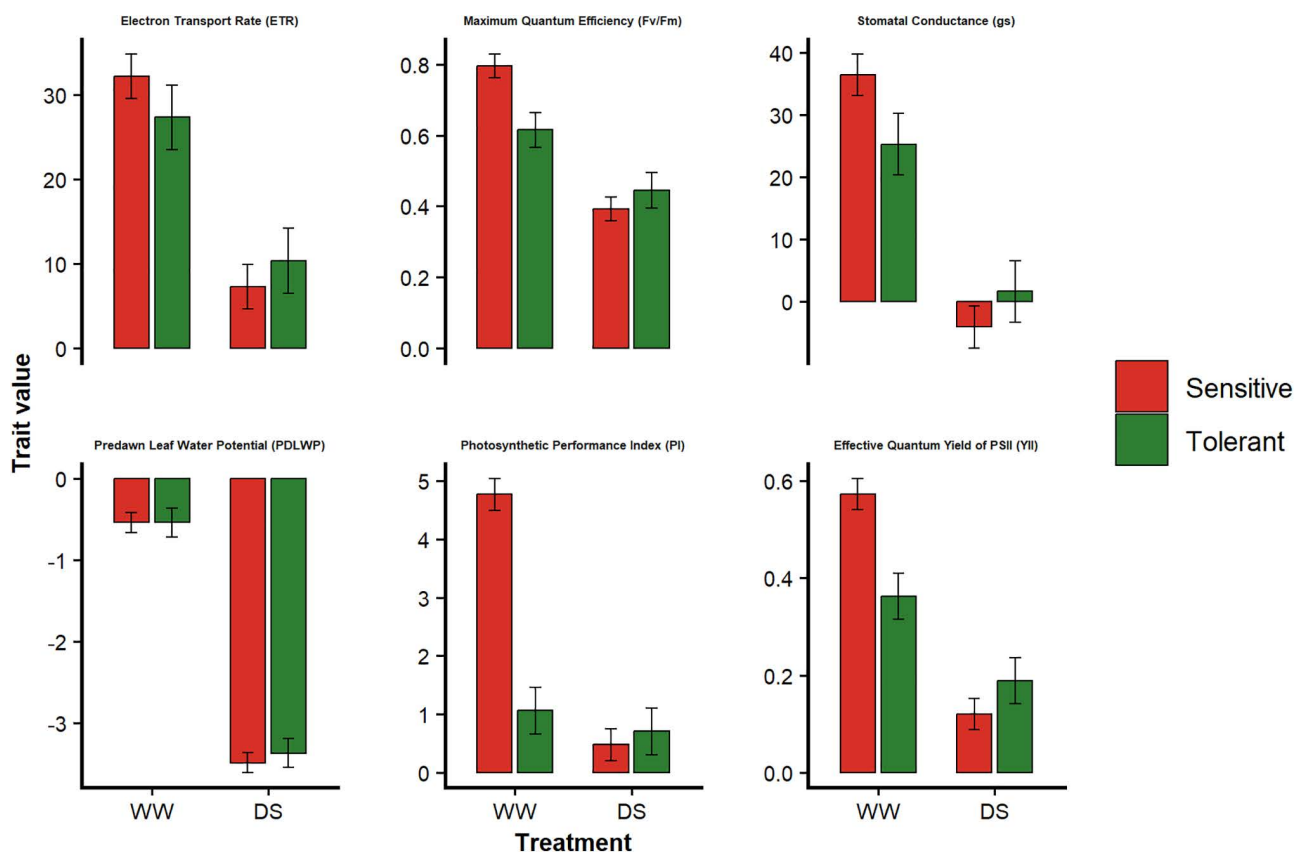 Electron Transport Rate (ETR)
Maximum Quantum Efficiency (Fv/Fm)
Stomatal Conductance (gs)
30
20
10
0
0.8
0.6
0.4
0.2
0.0
40
30
20
10
0
Trait value
Sensitive
Tolerant
Predawn Leaf Water Potential (PDLWP)
Photosynthetic Performance Index (PI)
Effective Quantum Yield of PSII (YII)
0
-1
-2
-3
5
4
3
2
1
0
0.6
0.4
0.2
0.0
WW
DS
WW
DS
WW
DS
Treatment